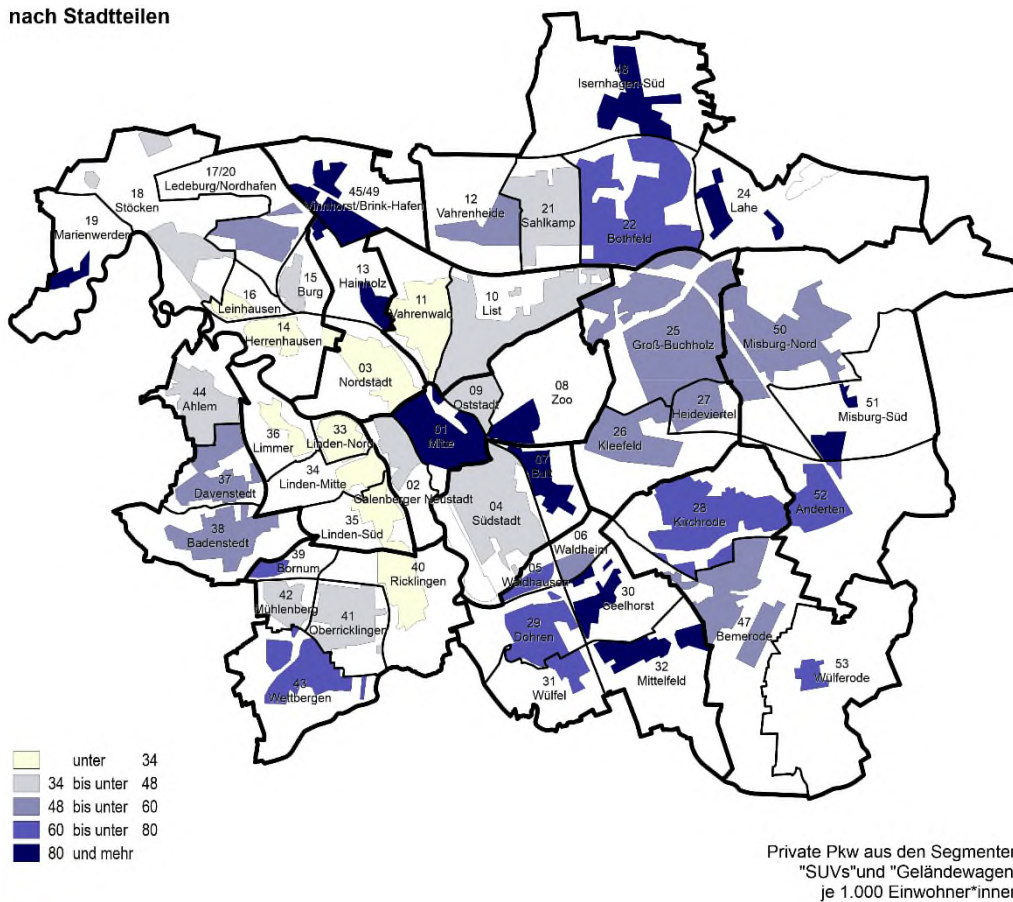 nach Stadtteilen
48
Isernhagen-Süd
17/20
Ledeburg/Nordhafen
18
Stöcken
19
Marienwerder
45/49
Vinnhorst/Brink-Hafen
12
Vahrenheide
21
Sahlkamp
22
Bothfeld
24
Lahe
15
Burg
13
Hainholz
16
Leinhausen
11
Vahrenwald
10
List
14
Herrenhausen
25
Groß-Buchholz
50
Misburg-Nord
03
Nordstadt
09
Oststadt
08
Zoo
44
Ahlem
27
Heideviertel
51
Misburg-Süd
36
Limmer
33
Linden-Nord
01
Mitte
26
Kleefeld
37
Davenstedt
34
Linden-Mitte
02
Calenberger Neustadt
07
Bult
04
Südstadt
28
Kirchrode
52
Anderten
38
Badenstedt
35
Linden-Süd
06
Waldheim
39
Bornum
40
Ricklingen
05
Waldhausen
30
Seelhorst
42
Mühlenberg
41
Oberricklingen
29
Döhren
47
Bemerode
43
Wettbergen
31
Wülfel
32
Mittelfeld
53
Wülferode
unter 34
34 bis unter 48
48 bis unter 60
60 bis unter 80
80 und mehr
Private Pkw aus den Segmenten
"SUVs"und "Geländewagen
je 1.000 Einwohner*innen